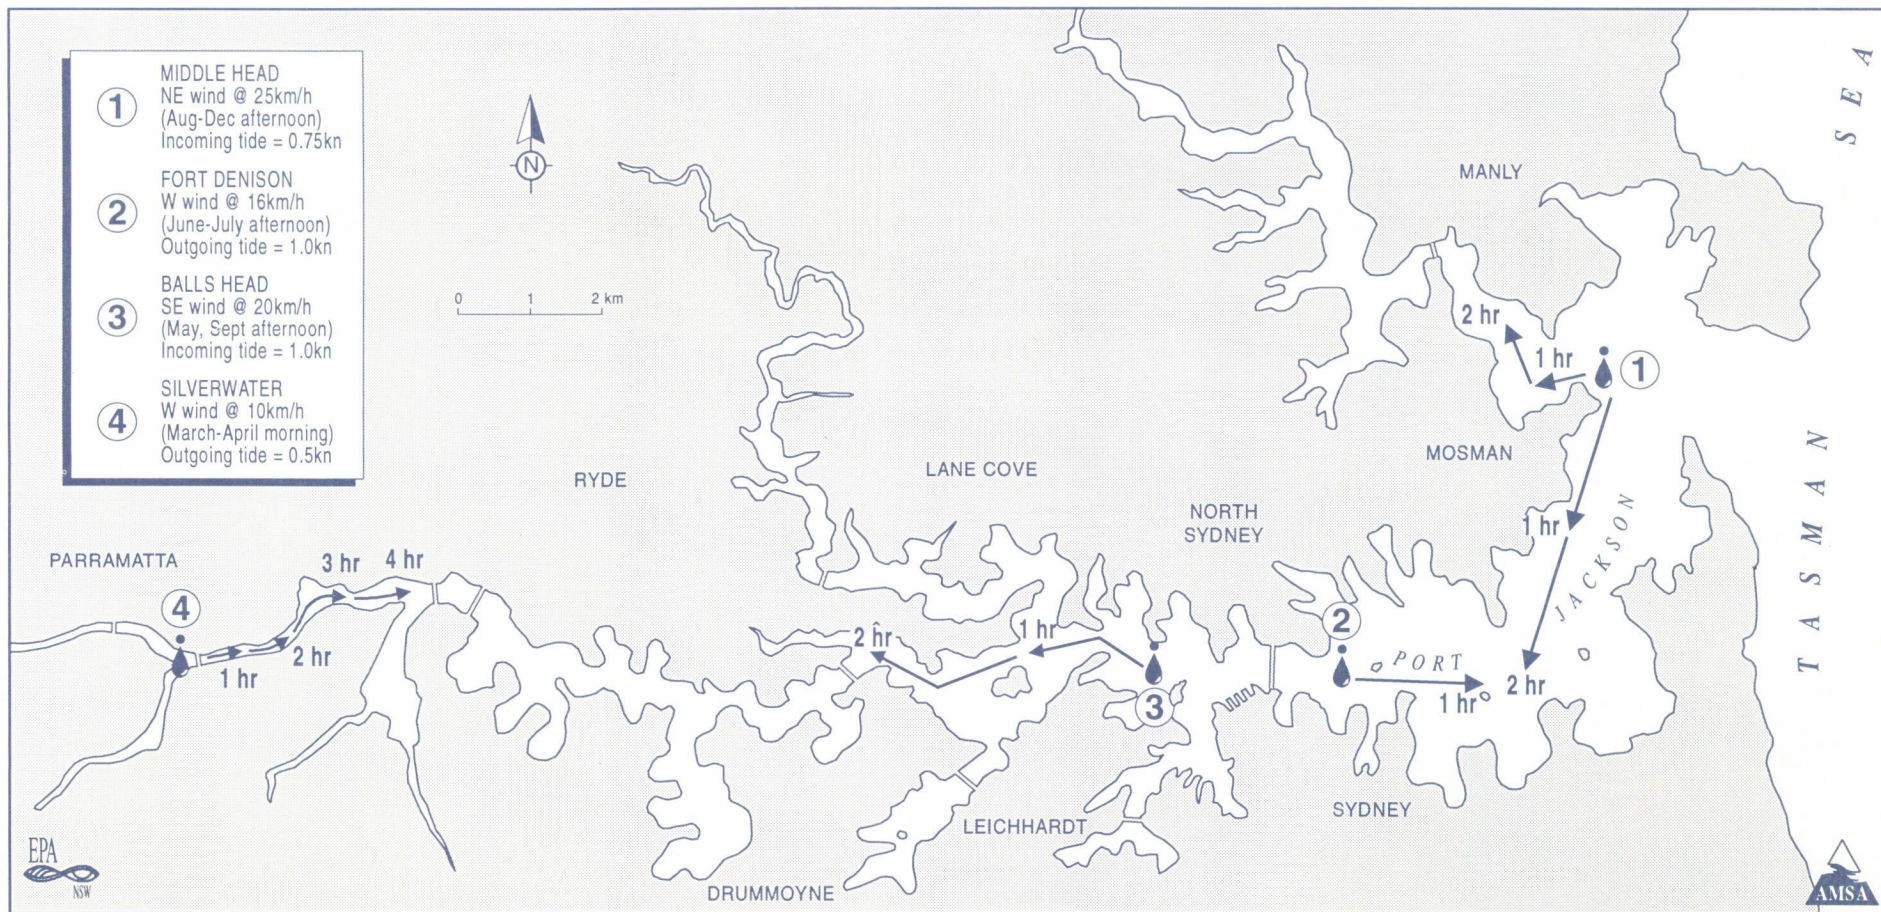 1
MIDDLE HEAD
NE wind @ 25km/h
(Aug-Dec afternoon)
Incoming tide = 0.75kn
2
FORT DENISON
W wind @ 16km/h
(June-July afternoon)
Outgoing tide = 1.0kn
3
BALLS HEAD
SE wind @ 20km/h
(May, Sept afternoon)
Incoming tide = 1.0kn
4
SILVERWATER
W wind @ 10km/h
(March-April morning)
Outgoing tide = 0.5kn
N
0 1 2 km
TASMAN SEA
MANLY
2 hr
1 hr
1
MOSMAN
RYDE
LANE COVE
NORTH
SYDNEY
1 hr
PORT JACKSON
2 hr
PARRAMATTA
4
1 hr
2 hr
3 hr
4 hr
2 hr
1 hr
3
2
1 hr
SYDNEY
LEICHHARDT
DRUMMOYNE
EPA
NSW
AMSA